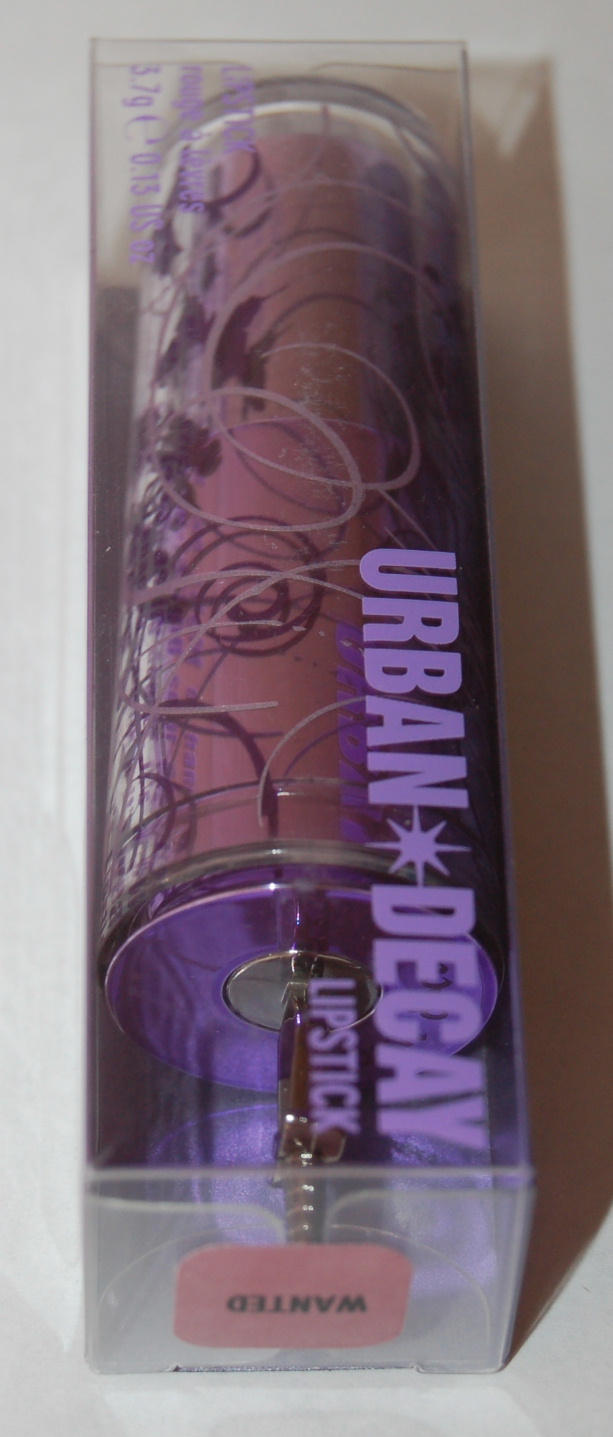 LIPSTICK
rouge à lèvres
3.7g e 0.13 US oz
URBAN DECAY
LIPSTICK
WANTED